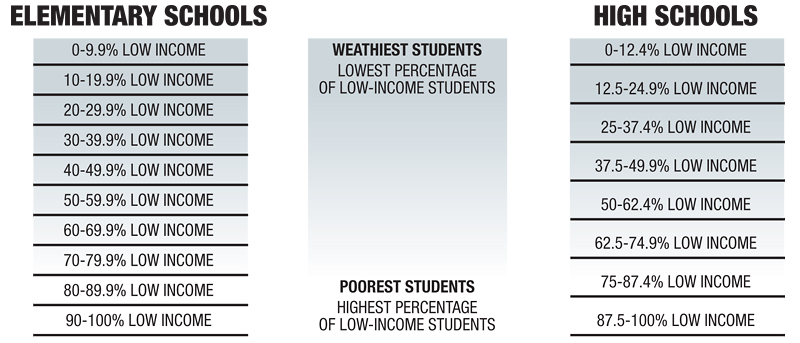 ELEMENTARY SCHOOLS
0-9.9% LOW INCOME
10-19.9% LOW INCOME
20-29.9% LOW INCOME
30-39.9% LOW INCOME
40-49.9% LOW INCOME
50-59.9% LOW INCOME
60-69.9% LOW INCOME
70-79.9% LOW INCOME
80-89.9% LOW INCOME
90-100% LOW INCOME
WEATHIEST STUDENTS
LOWEST PERCENTAGE
OF LOW-INCOME STUDENTS
POOREST STUDENTS
HIGHEST PERCENTAGE
OF LOW-INCOME STUDENTS
HIGH SCHOOLS
0-12.4% LOW INCOME
12.5-24.9% LOW INCOME
25-37.4% LOW INCOME
37.5-49.9% LOW INCOME
50-62.4% LOW INCOME
62.5-74.9% LOW INCOME
75-87.4% LOW INCOME
87.5-100% LOW INCOME